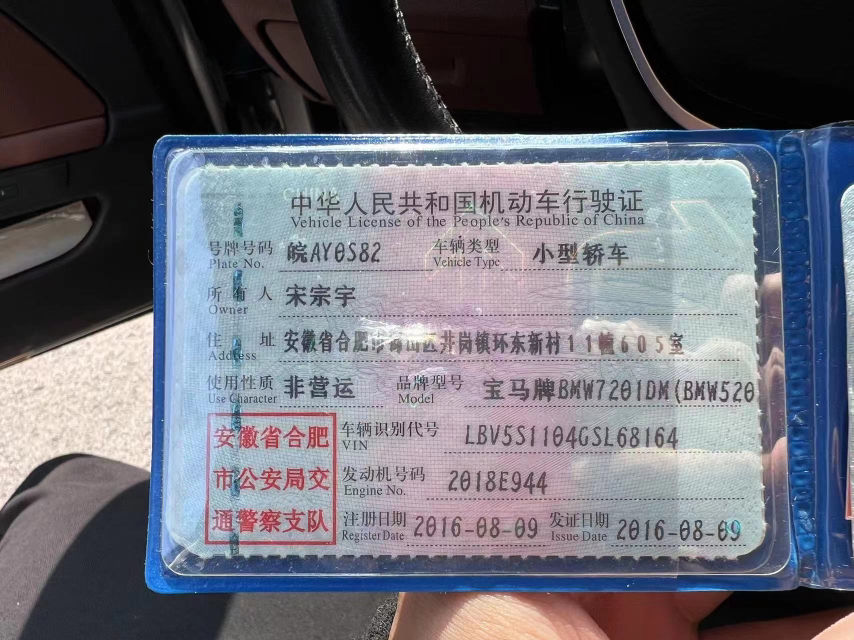 中华人民共和国机动车行驶证
Vehicle License of the People's Republic of China
号牌号码 皖AY0S82 车辆类型 小型轿车
Plate No. Vehicle Type
所有人 宋宗宇
Owner
住址 安徽省合肥市蜀山区井岗镇环东新村11幢605室
Address
使用性质 非营运 品牌型号 宝马牌BMW7201DM(BMW520
Use Character Model
安徽省合肥
市公安局交
通警察支队
车辆识别代号 LBV5S1104GSL68164
VIN
发动机号码 2018E944
Engine No.
注册日期 2016-08-09 发证日期 2016-08-09
Register Date Issue Date